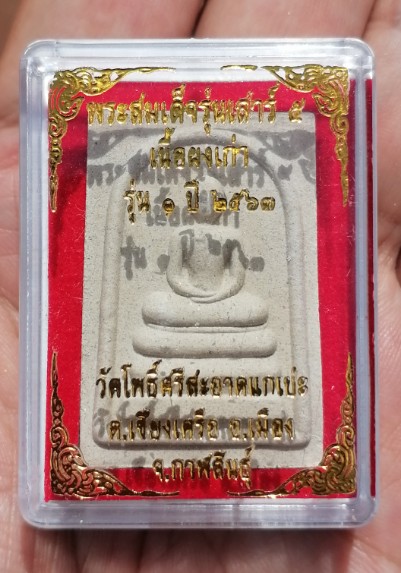 พระสมเด็จรุ่นเสาร์ ๕
เนื้อผงเก่า
รุ่น ๑ ปี ๒๕๖๓
วัดโพธิ์ศรีสะอาดแกเปะ
ต.เชียงเครือ อ.เมือง
จ.กาฬสินธุ์